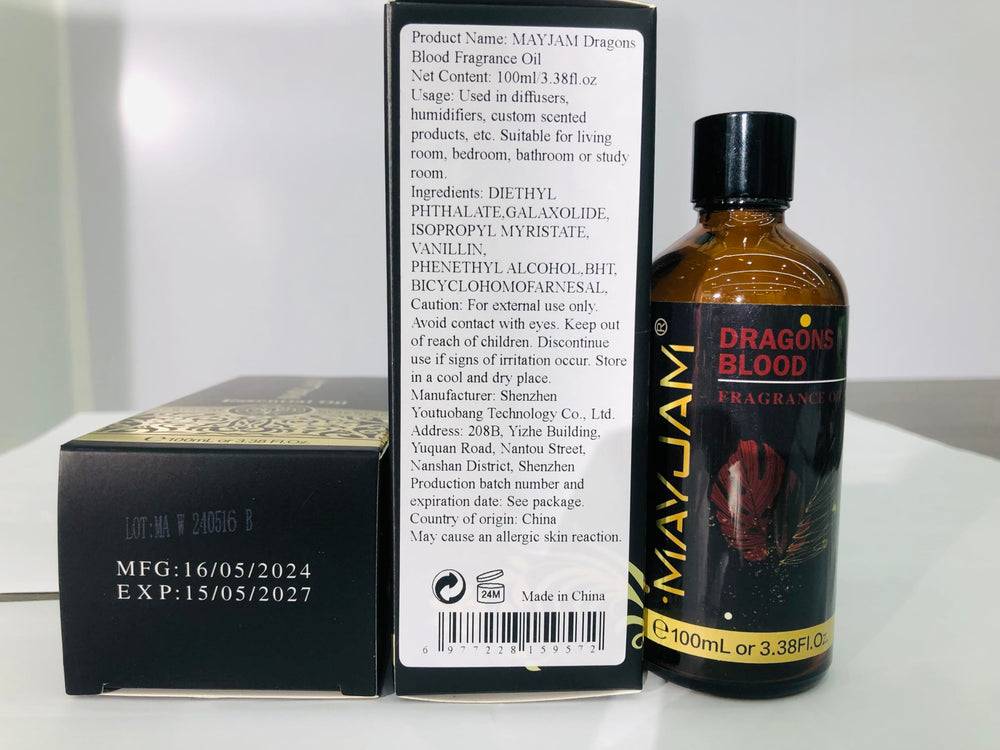 ℮100mL or 3.38 Fl.Oz.
LOT:MA W 240516 B
MFG:16/05/2024
EXP:15/05/2027
Product Name: MAYJAM Dragons
Blood Fragrance Oil
Net Content: 100ml/3.38fl.oz
Usage: Used in diffusers,
humidifiers, custom scented
products, etc. Suitable for living
room, bedroom, bathroom or study
room.
Ingredients: DIETHYL
PHTHALATE,GALAXOLIDE,
ISOPROPYL MYRISTATE,
VANILLIN,
PHENETHYL ALCOHOL,BHT,
BICYCLOHOMOFARNESAL,
Caution: For external use only.
Avoid contact with eyes. Keep out
of reach of children. Discontinue
use if signs of irritation occur. Store
in a cool and dry place.
Manufacturer: Shenzhen
Youtuobang Technology Co., Ltd.
Address: 208B, Yizhe Building,
Yuquan Road, Nantou Street,
Nanshan District, Shenzhen
Production batch number and
expiration date: See package.
Country of origin: China
May cause an allergic skin reaction.
24M
Made in China
6 977228 159572
MAYJAM®
DRAGONS
BLOOD
FRAGRANCE
℮100mL or 3.38Fl.Oz.